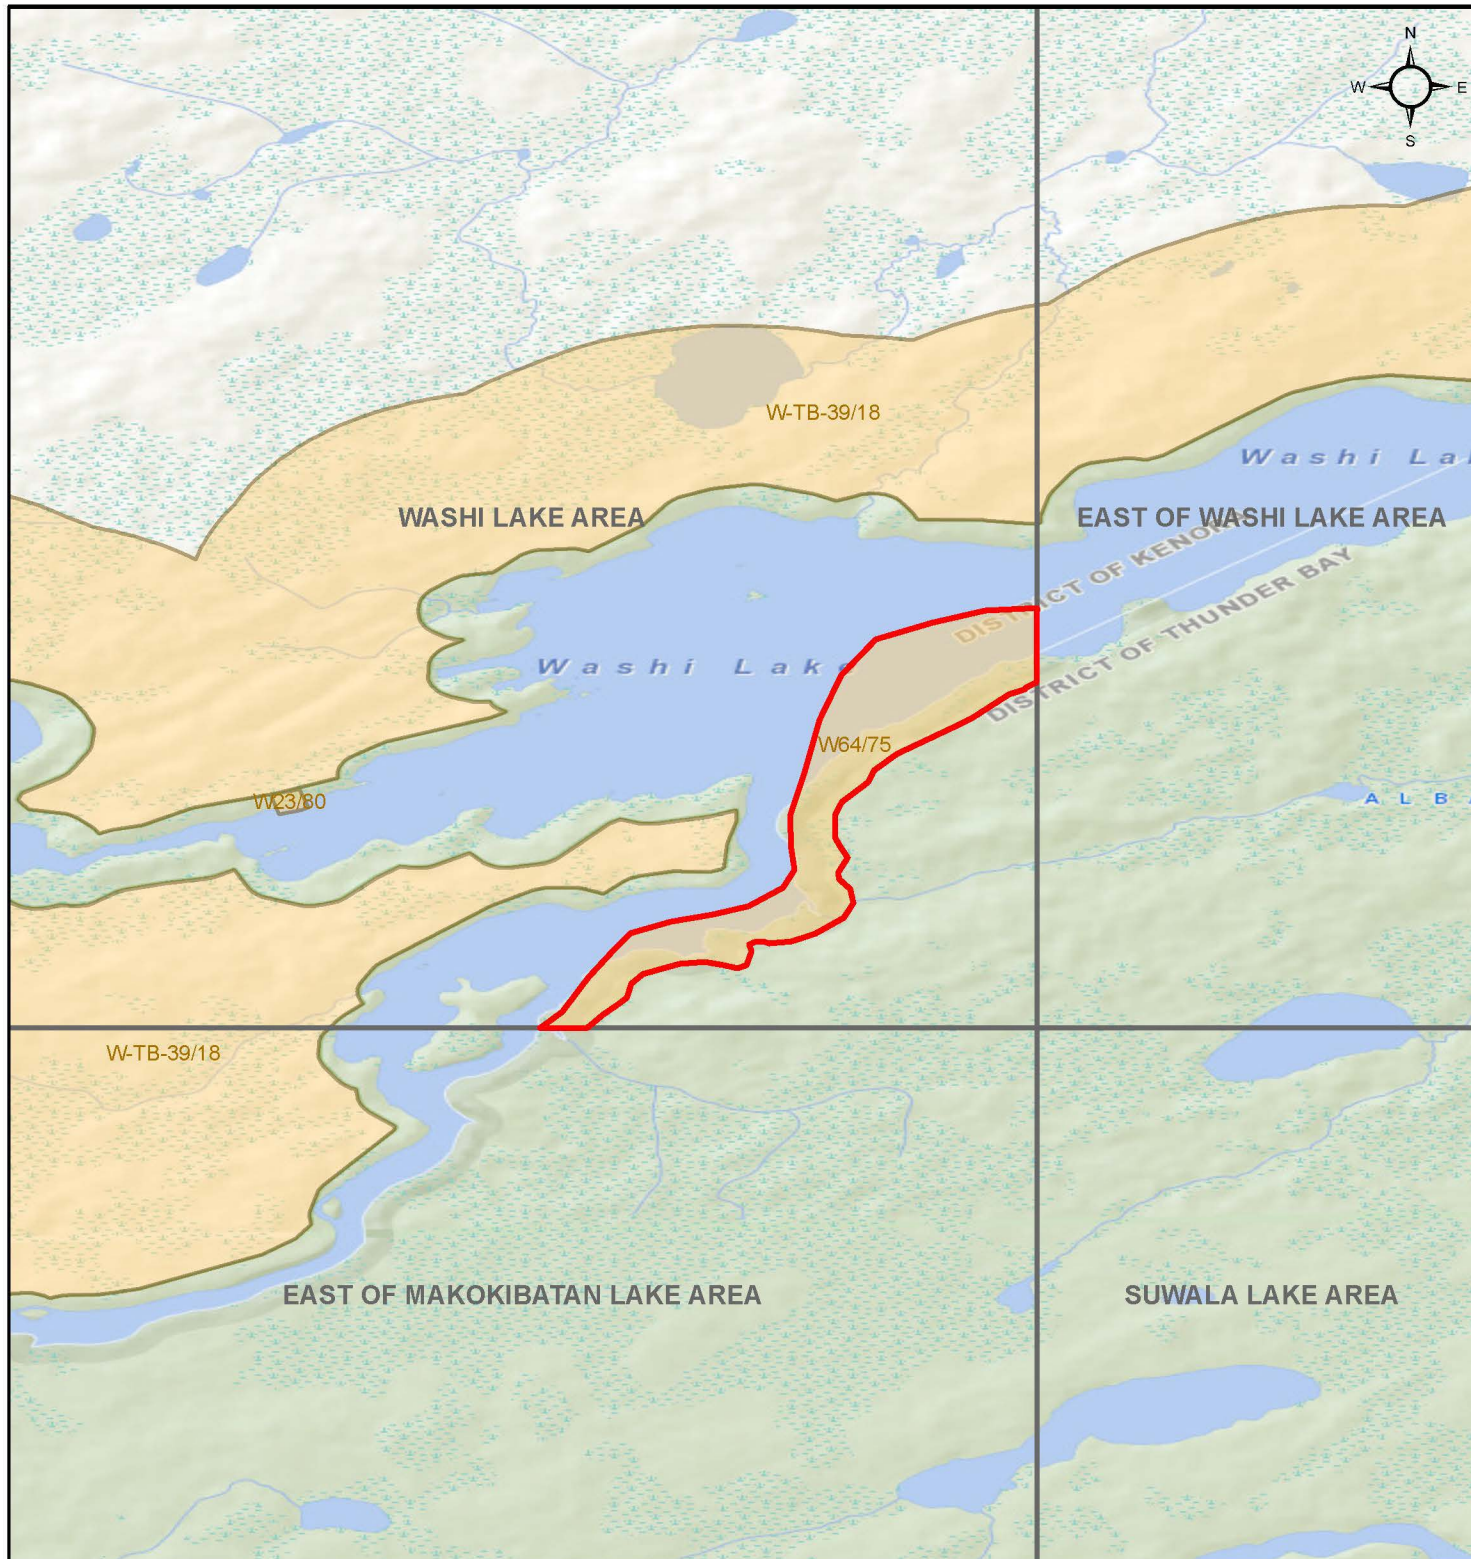 N
W E
S
W-TB-39/18
Washi La
WASHI LAKE AREA
EAST OF WASHI LAKE AREA
DISTRICT OF KENORA
DISTRICT OF THUNDER BAY
Washi Lake
W64/75
W23/80
A L B A
W-TB-39/18
EAST OF MAKOKIBATAN LAKE AREA
SUWALA LAKE AREA